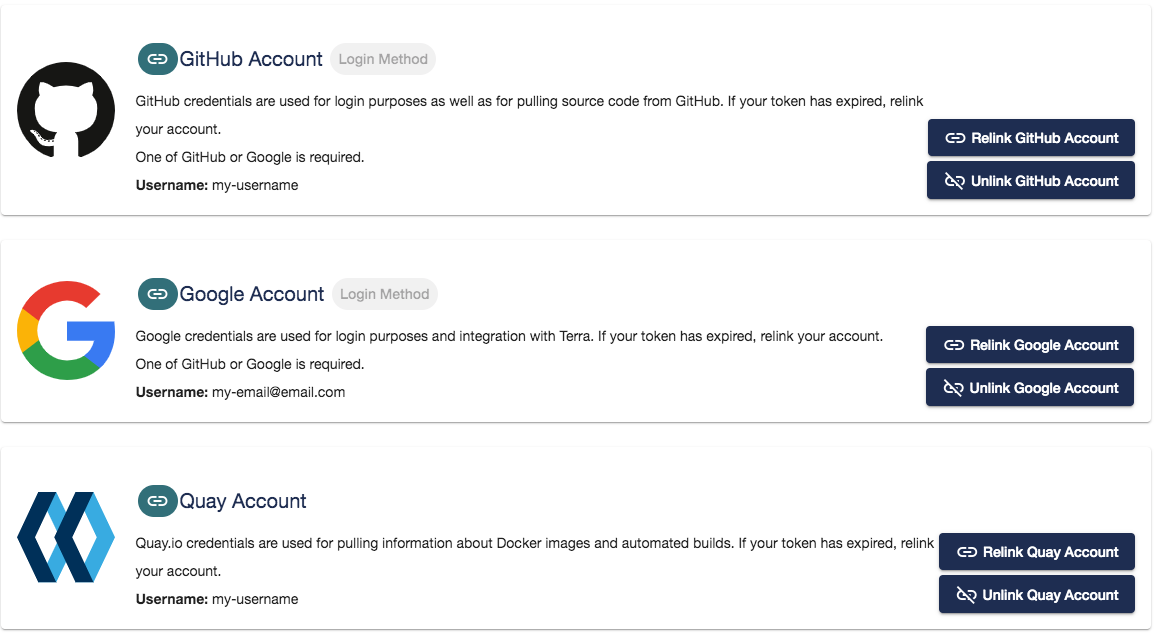 GitHub Account Login Method
GitHub credentials are used for login purposes as well as for pulling source code from GitHub. If your token has expired, relink
your account.
One of GitHub or Google is required.
Username: my-username
Relink GitHub Account
Unlink GitHub Account
Google Account Login Method
Google credentials are used for login purposes and integration with Terra. If your token has expired, relink your account.
One of GitHub or Google is required.
Username: my-email@email.com
Relink Google Account
Unlink Google Account
Quay Account
Quay.io credentials are used for pulling information about Docker images and automated builds. If your token has expired, relink
your account.
Username: my-username
Relink Quay Account
Unlink Quay Account